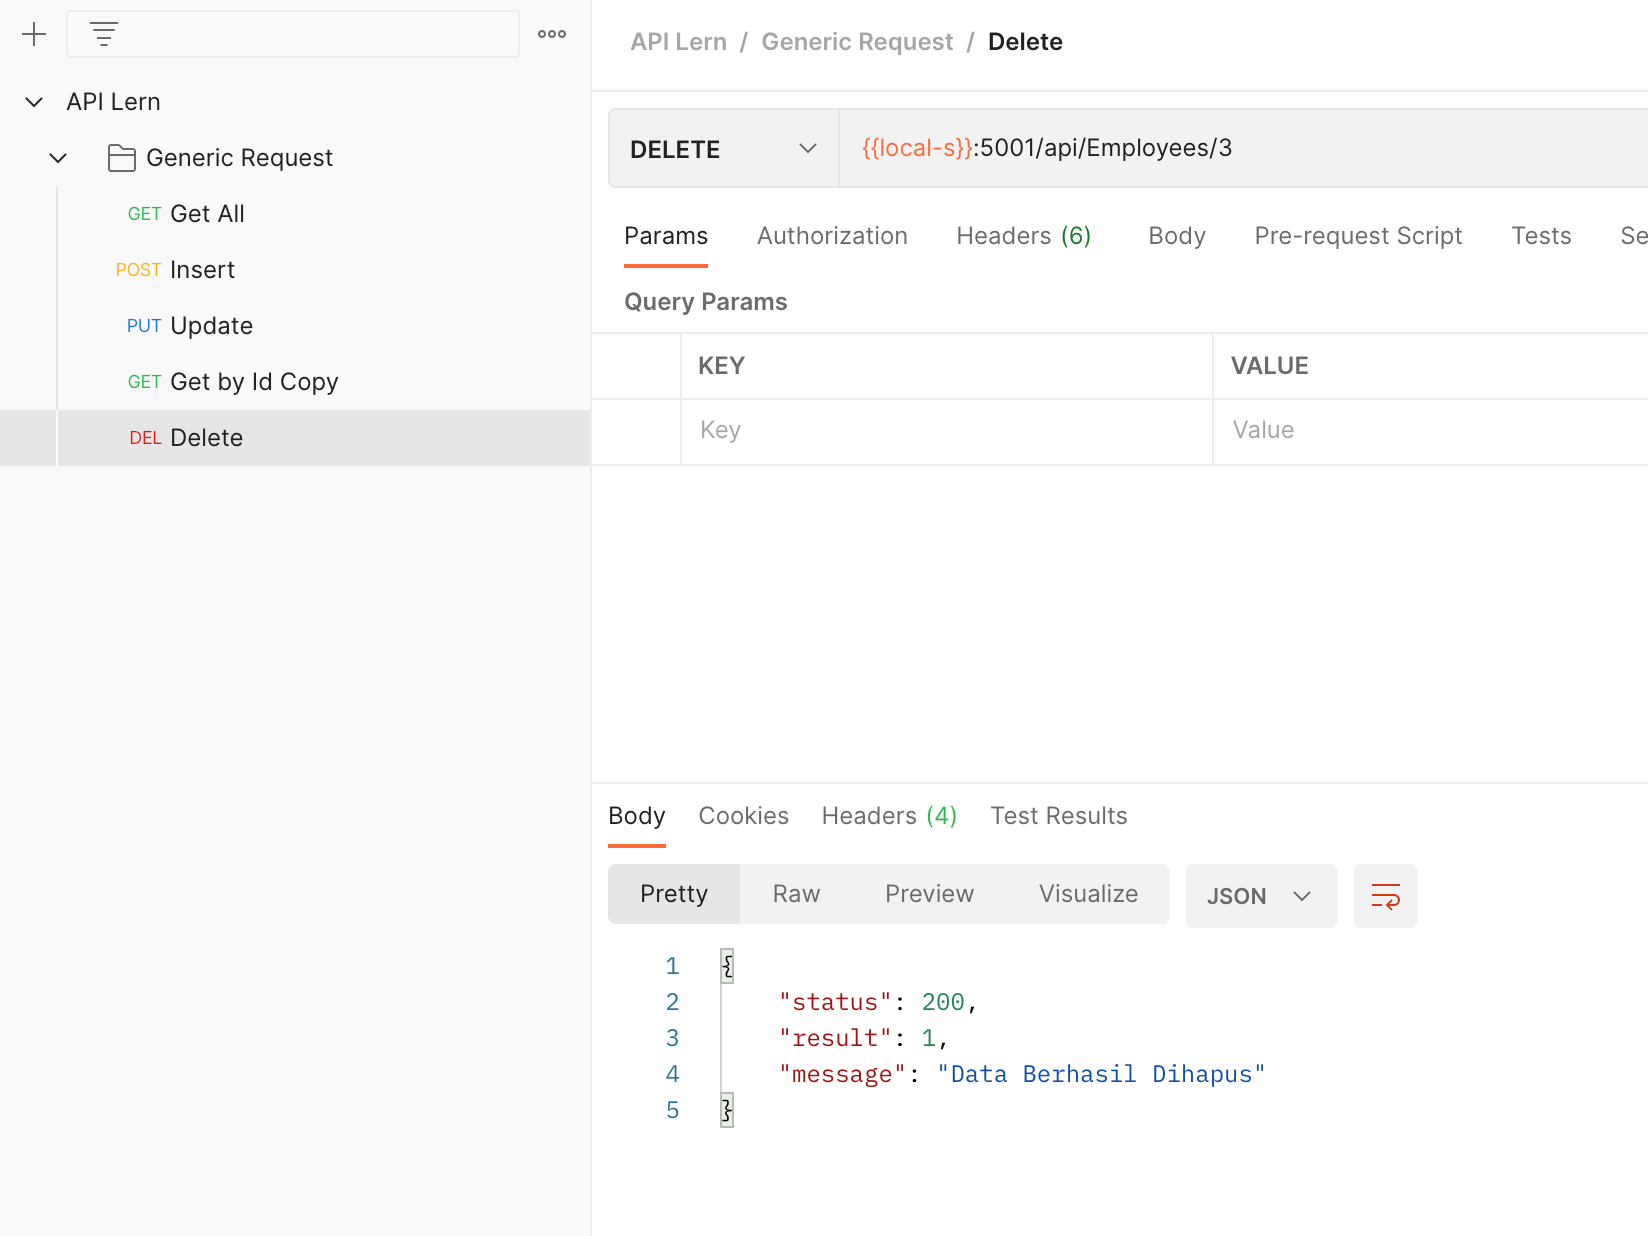 API Lern
Generic Request
GET Get All
POST Insert
PUT Update
GET Get by Id Copy
DEL Delete
API Lern / Generic Request / Delete
DELETE {{local-s}}:5001/api/Employees/3
Params Authorization Headers (6) Body Pre-request Script Tests Se
Query Params
KEY VALUE
Key Value
Body Cookies Headers (4) Test Results
Pretty Raw Preview Visualize JSON
1 {
2 "status": 200,
3 "result": 1,
4 "message": "Data Berhasil Dihapus"
5 }